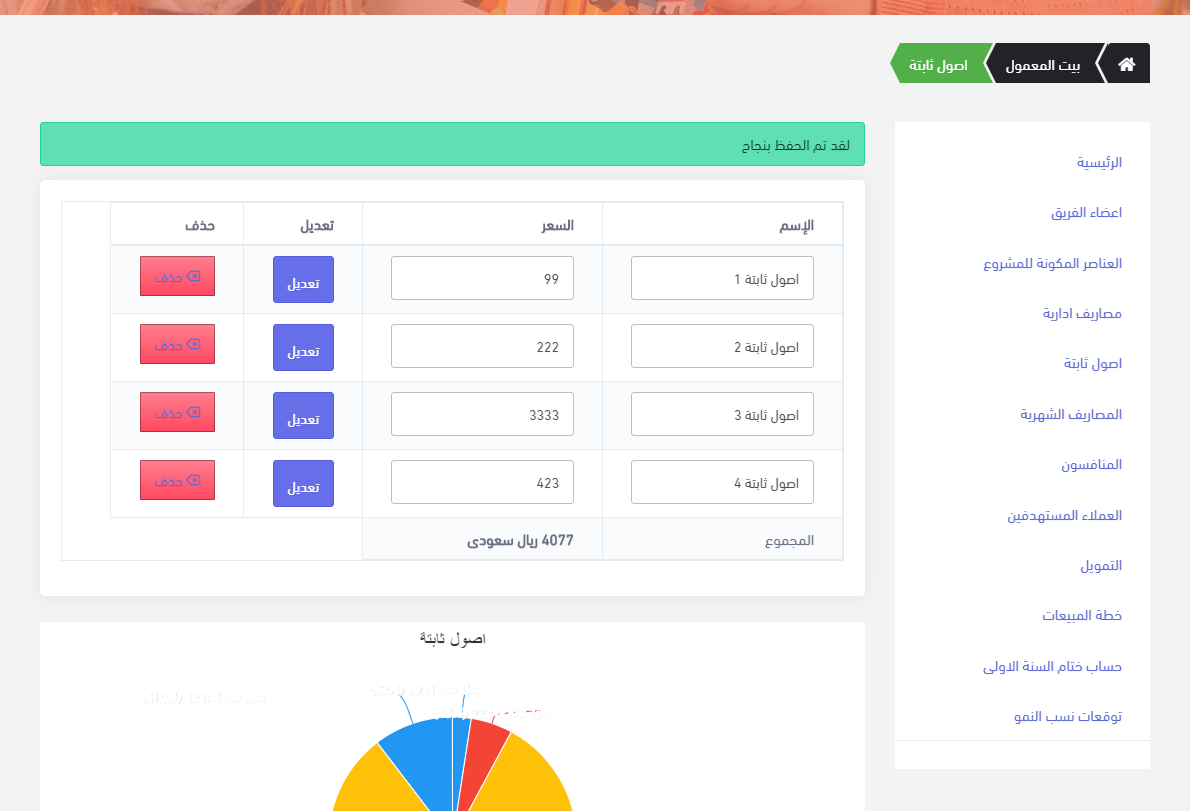 بيت المعمول
اصول ثابتة
الرئيسية
اعضاء الفريق
العناصر المكونة للمشروع
مصاريف ادارية
اصول ثابتة
المصاريف الشهرية
المنافسون
العملاء المستهدفين
التمويل
خطة المبيعات
حساب ختام السنة الاولى
توقعات نسب النمو
لقد تم الحفظ بنجاح
الإسم السعر تعديل حذف
اصول ثابتة 1 99 تعديل حذف
اصول ثابتة 2 222 تعديل حذف
اصول ثابتة 3 3333 تعديل حذف
اصول ثابتة 4 423 تعديل حذف
المجموع 4077 ريال سعودى
اصول ثابتة